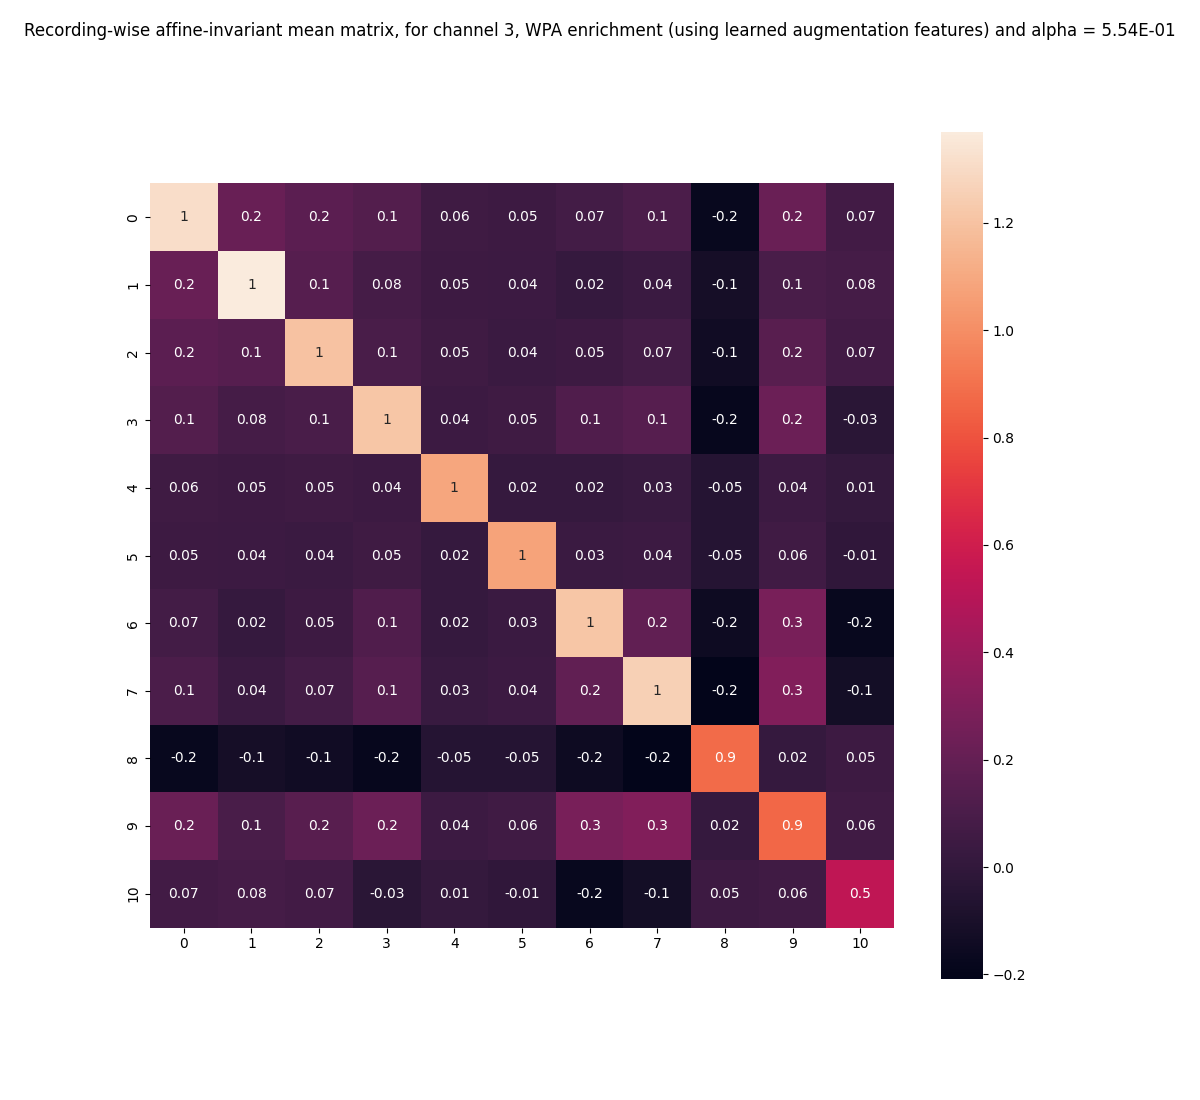 Recording-wise affine-invariant mean matrix, for channel 3, WPA enrichment (using learned augmentation features) and alpha = 5.54E-01
0 1 0.2 0.2 0.1 0.06 0.05 0.07 0.1 -0.2 0.2 0.07
1 0.2 1 0.1 0.08 0.05 0.04 0.02 0.04 -0.1 0.1 0.08
2 0.2 0.1 1 0.1 0.05 0.04 0.05 0.07 -0.1 0.2 0.07
3 0.1 0.08 0.1 1 0.04 0.05 0.1 0.1 -0.2 0.2 -0.03
4 0.06 0.05 0.05 0.04 1 0.02 0.02 0.03 -0.05 0.04 0.01
5 0.05 0.04 0.04 0.05 0.02 1 0.03 0.04 -0.05 0.06 -0.01
6 0.07 0.02 0.05 0.1 0.02 0.03 1 0.2 -0.2 0.3 -0.2
7 0.1 0.04 0.07 0.1 0.03 0.04 0.2 1 -0.2 0.3 -0.1
8 -0.2 -0.1 -0.1 -0.2 -0.05 -0.05 -0.2 -0.2 0.9 0.02 0.05
9 0.2 0.1 0.2 0.2 0.04 0.06 0.3 0.3 0.02 0.9 0.06
10 0.07 0.08 0.07 -0.03 0.01 -0.01 -0.2 -0.1 0.05 0.06 0.5
0 1 2 3 4 5 6 7 8 9 10
1.2
1.0
0.8
0.6
0.4
0.2
0.0
−0.2